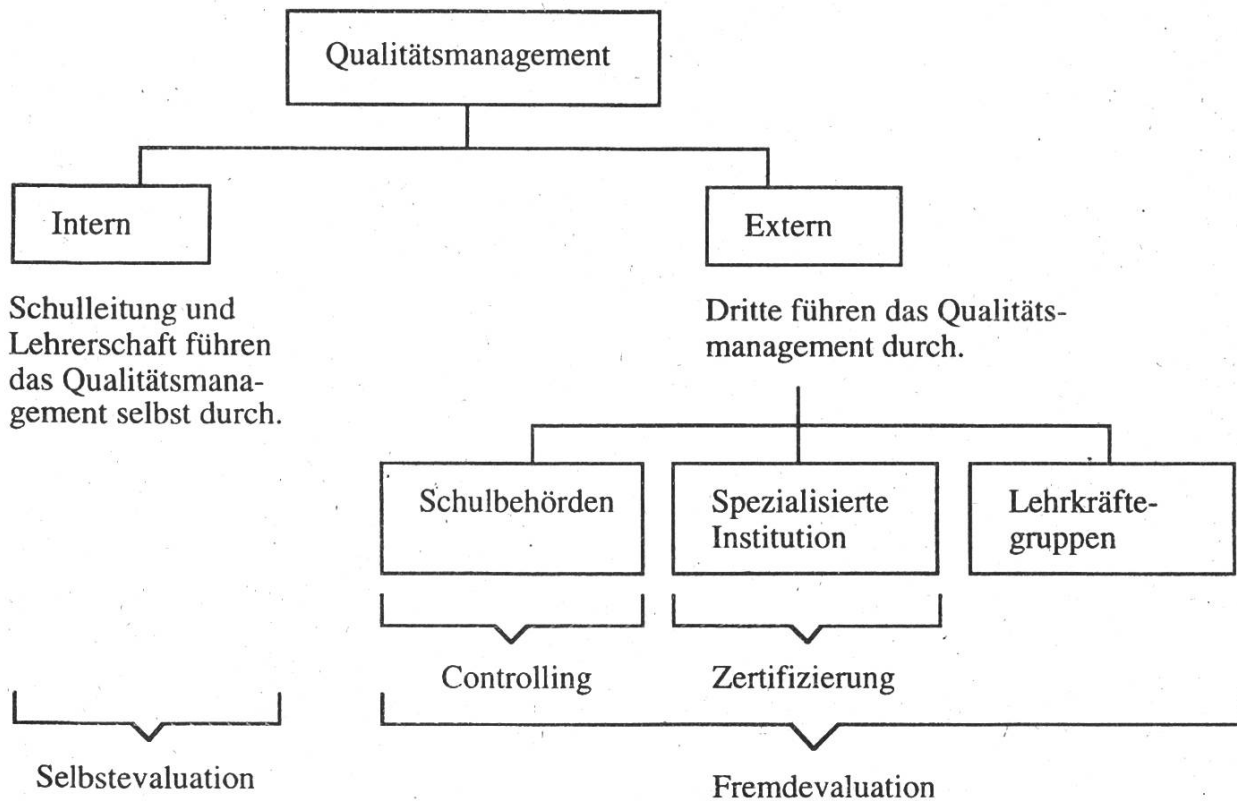 Qualitätsmanagement
Intern
Extern
Schulleitung und
Lehrerschaft führen
das Qualitätsmana-
gement selbst durch.
Dritte führen das Qualitäts-
management durch.
Schulbehörden
Spezialisierte
Institution
Lehrkräfte-
gruppen
Controlling
Zertifizierung
Selbstevaluation
Fremdevaluation